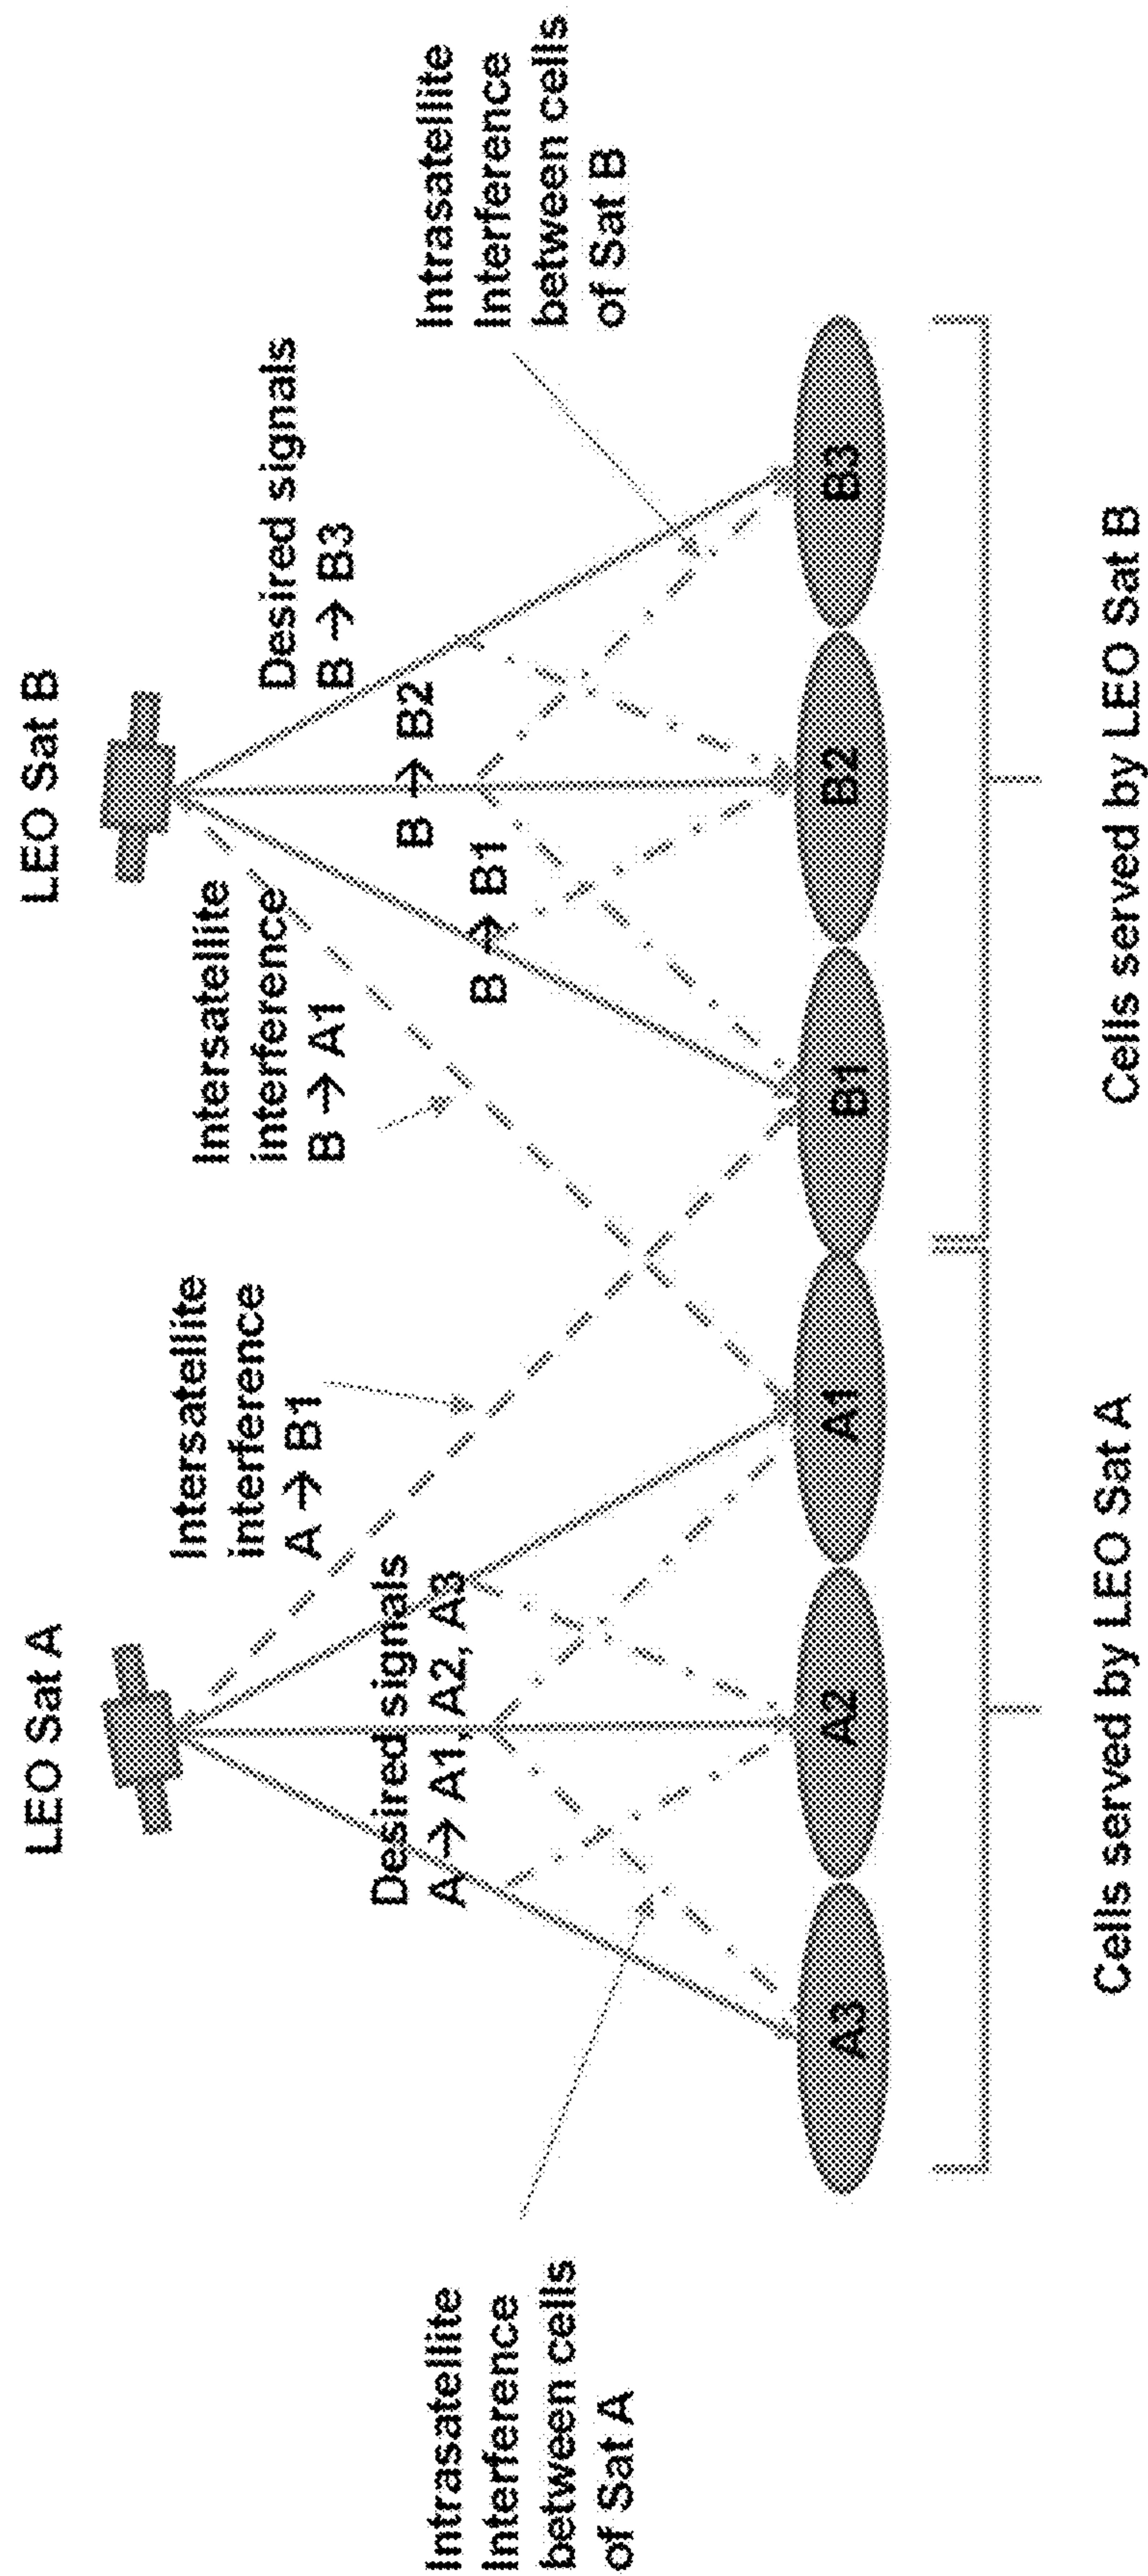 LEO Sat A
LEO Sat B
Intersatellite
interference
A → B1
Intersatellite
interference
B → A1
Desired signals
B → B3
B → B2
B → B1
Desired signals
A → A1, A2, A3
Intrasatellite
Interference
between cells
of Sat A
Intrasatellite
Interference
between cells
of Sat B
A3
A2
A1
B1
B2
B3
Cells served by LEO Sat A
Cells served by LEO Sat B